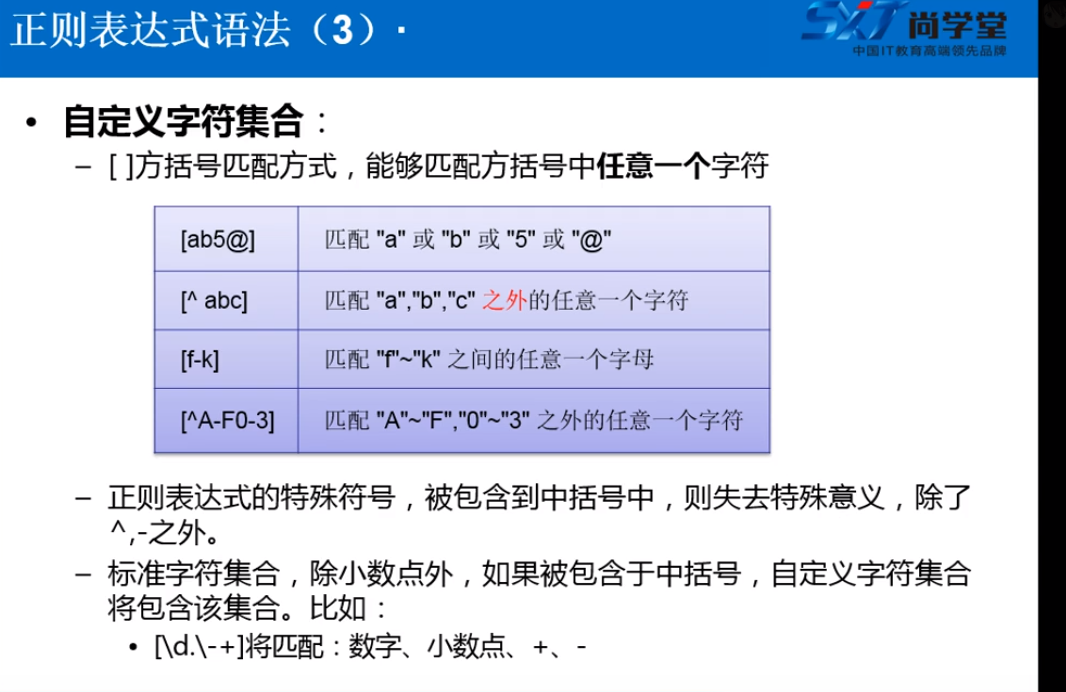 正则表达式语法（3）·
SXT 尚学堂
中国IT教育高端领先品牌
• 自定义字符集合：
– [ ]方括号匹配方式，能够匹配方括号中任意一个字符
[ab5@] 匹配 "a" 或 "b" 或 "5" 或 "@"
[^ abc] 匹配 "a","b","c" 之外的任意一个字符
[f-k] 匹配 "f"~"k" 之间的任意一个字母
[^A-F0-3] 匹配 "A"~"F","0"~"3" 之外的任意一个字符
– 正则表达式的特殊符号，被包含到中括号中，则失去特殊意义，除了
^,-之外。
– 标准字符集合，除小数点外，如果被包含于中括号，自定义字符集合
将包含该集合。比如：
• [\d.\-+]将匹配：数字、小数点、+、-